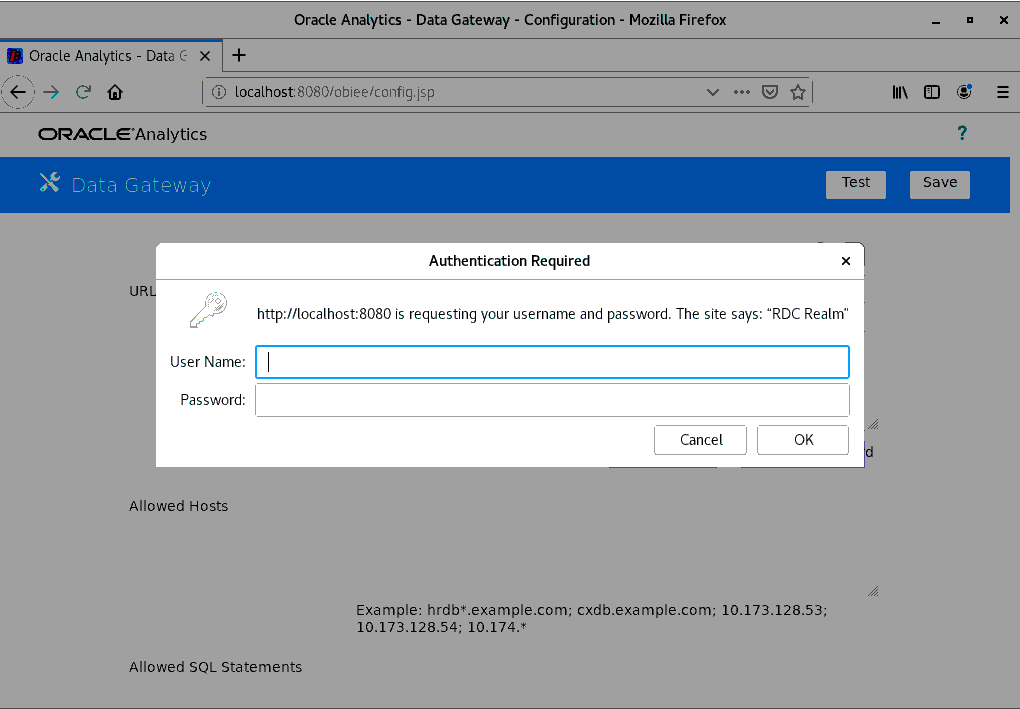 Oracle Analytics - Data Gateway - Configuration - Mozilla Firefox
Oracle Analytics - Data G
localhost:8080/obiee/config.jsp
ORACLE Analytics
?
Data Gateway
Test
Save
Authentication Required
URL
http://localhost:8080 is requesting your username and password. The site says: “RDC Realm”
User Name:
Password:
Cancel
OK
d
Allowed Hosts
Example: hrdb*.example.com; cxdb.example.com; 10.173.128.53;
10.173.128.54; 10.174.*
Allowed SQL Statements